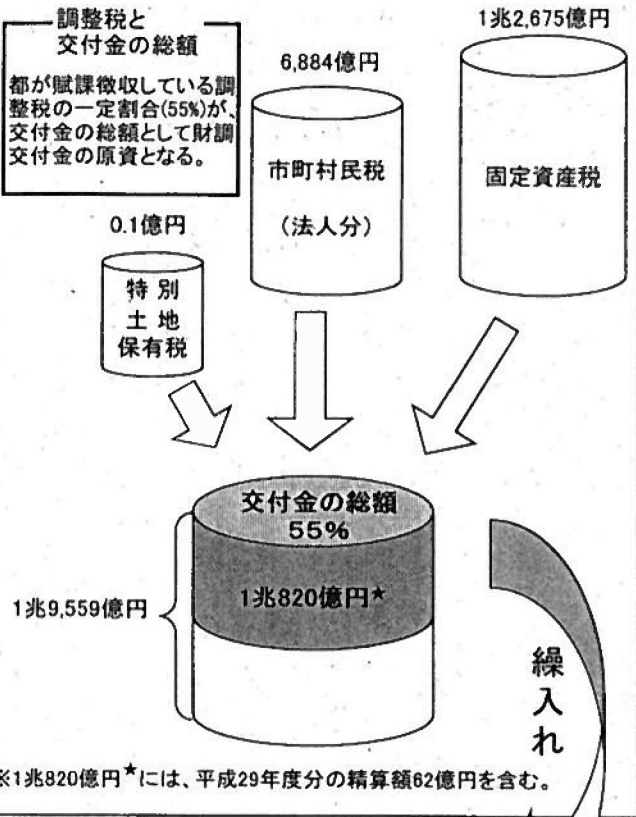 調整税と
交付金の総額
都が賦課徴収している調
整税の一定割合(55%)が、
交付金の総額として財調
交付金の原資となる。
1兆2,675億円
6,884億円
固定資産税
市町村民税
(法人分)
0.1億円
特別
土地
保有税
交付金の総額
55%
1兆820億円★
1兆9,559億円
繰入れ
※1兆820億円★には、平成29年度分の精算額62億円を含む。